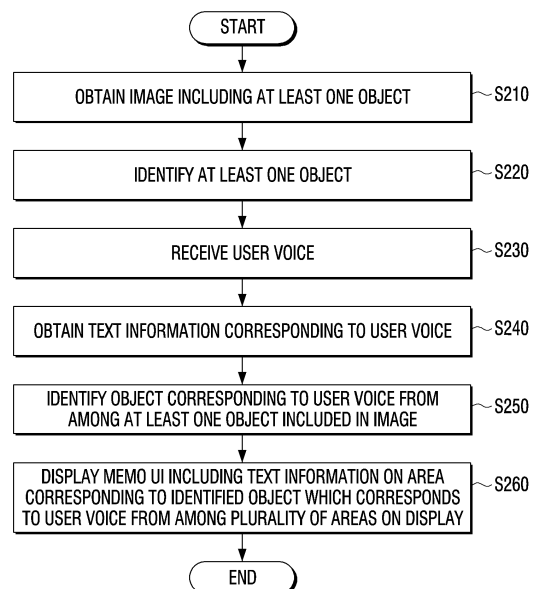 START
OBTAIN IMAGE INCLUDING AT LEAST ONE OBJECT
S210
IDENTIFY AT LEAST ONE OBJECT
S220
RECEIVE USER VOICE
S230
OBTAIN TEXT INFORMATION CORRESPONDING TO USER VOICE
S240
IDENTIFY OBJECT CORRESPONDING TO USER VOICE FROM
AMONG AT LEAST ONE OBJECT INCLUDED IN IMAGE
S250
DISPLAY MEMO UI INCLUDING TEXT INFORMATION ON AREA
CORRESPONDING TO IDENTIFIED OBJECT WHICH CORRESPONDS
TO USER VOICE FROM AMONG PLURALITY OF AREAS ON DISPLAY
S260
END